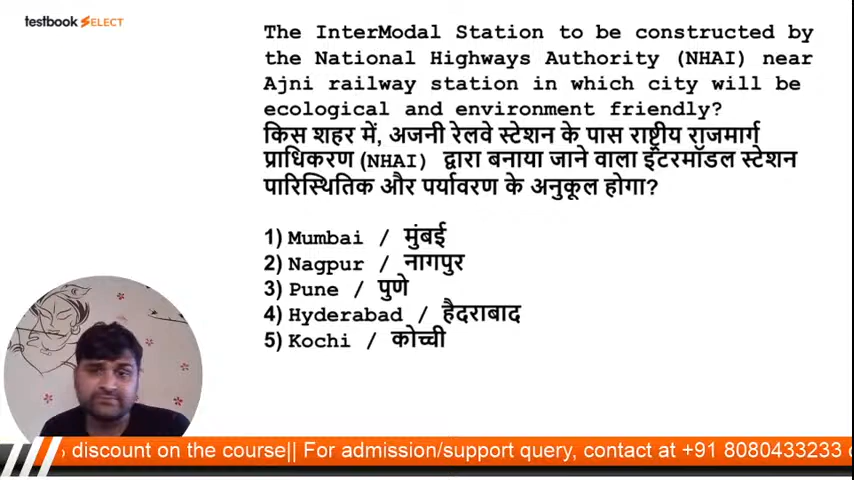 testbook SELECT
The InterModal Station to be constructed by
the National Highways Authority (NHAI) near
Ajni railway station in which city will be
ecological and environment friendly?
किस शहर में, अजनी रेलवे स्टेशन के पास राष्ट्रीय राजमार्ग
प्राधिकरण (NHAI) द्वारा बनाया जाने वाला इंटरमॉडल स्टेशन
पारिस्थितिक और पर्यावरण के अनुकूल होगा?
1) Mumbai / मुंबई
2) Nagpur / नागपुर
3) Pune / पुणे
4) Hyderabad / हैदराबाद
5) Kochi / कोच्ची
discount on the course|| For admission/support query, contact at +91 8080433233